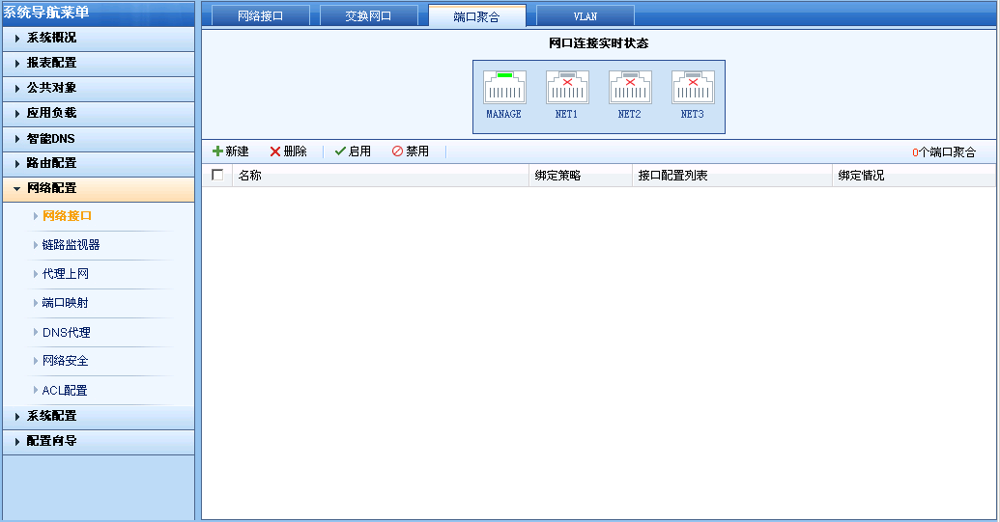 系统导航菜单
系统概况
报表配置
公共对象
应用负载
智能DNS
路由配置
网络配置
网络接口
链路监视器
代理上网
端口映射
DNS代理
网络安全
ACL配置
系统配置
配置向导
网络接口 交换网口 端口聚合 VLAN
网口连接实时状态
MANAGE NET1 NET2 NET3
新建 删除 启用 禁用 0个端口聚合
名称 绑定策略 接口配置列表 绑定情况